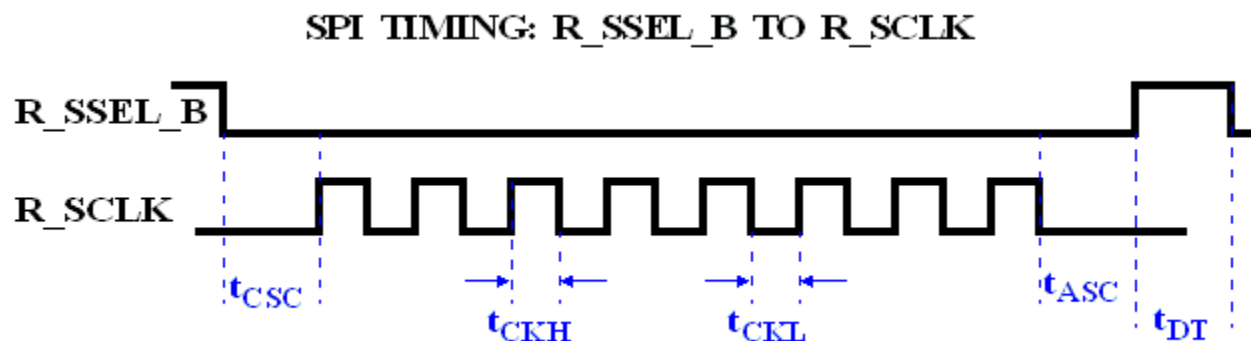 SPI TIMING: R_SSEL_B TO R_SCLK
R_SSEL_B
R_SCLK
tCSC
tCKH
tCKL
tASC
tDT